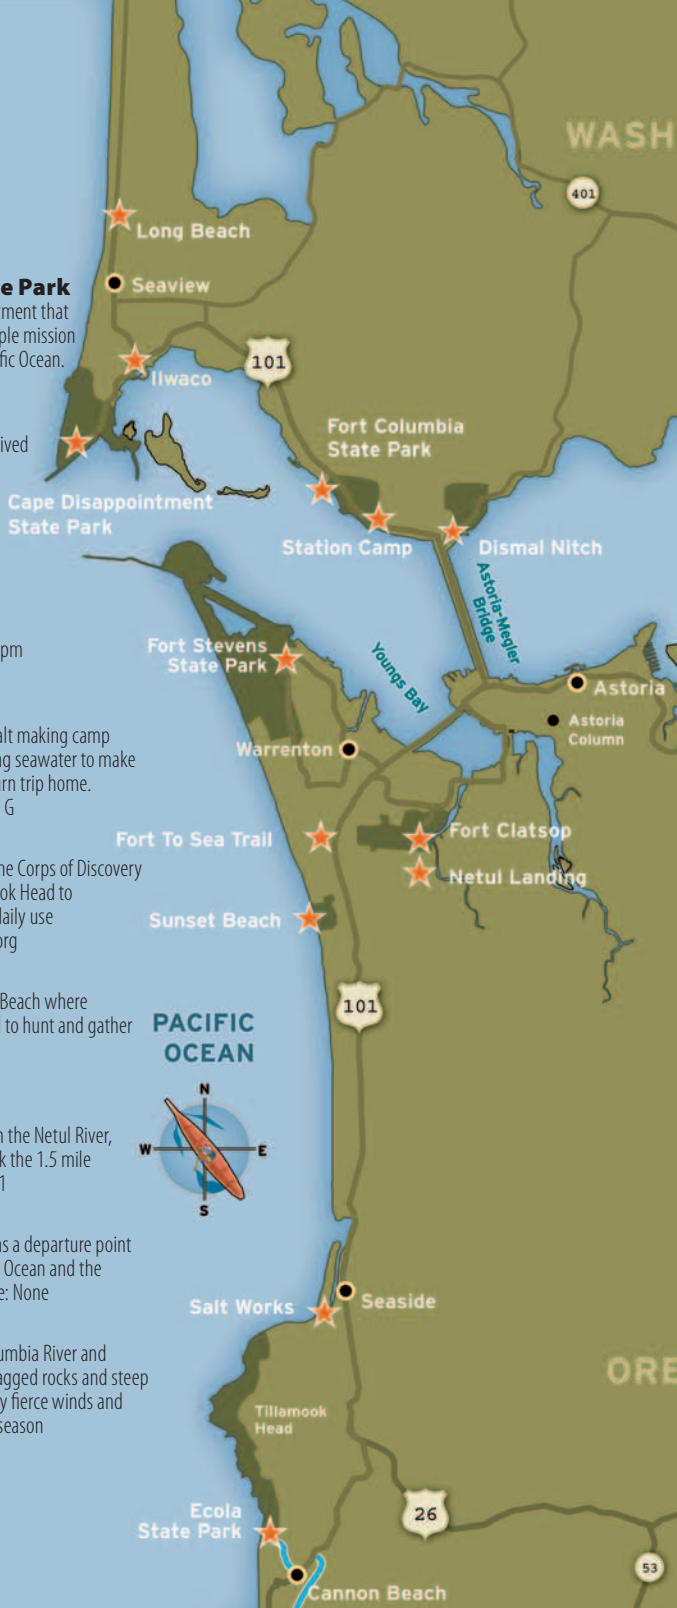 WASH
401
Long Beach
Seaview
e Park
ment that
ple mission
fic Ocean.
101
Ilwaco
Fort Columbia
State Park
ived
Cape Disappointment
State Park
Station Camp
Dismal Nitch
Astoria-Megler
Bridge
Fort Stevens
State Park
pm
Youngs Bay
Astoria
Astoria
Column
alt making camp
ng seawater to make
urn trip home.
G
Warrenton
Fort To Sea Trail
Fort Clatsop
ne Corps of Discovery
ok Head to
daily use
org
Netul Landing
Sunset Beach
Beach where
d to hunt and gather
101
PACIFIC
OCEAN
N
W
E
S
n the Netul River,
k the 1.5 mile
1
as a departure point
Ocean and the
e: None
Salt Works
Seaside
umbia River and
agged rocks and steep
y fierce winds and
season
ORE
Tillamook
Head
Ecola
State Park
26
53
Cannon Beach